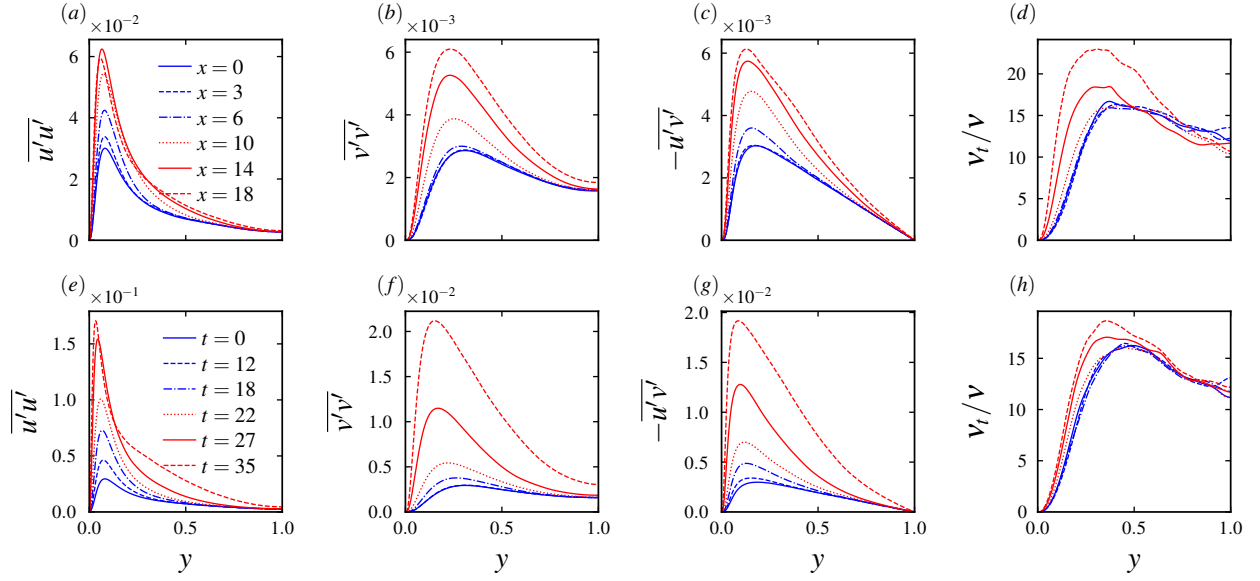 (a)
×10⁻²
6
4
2
0
u′u′
x = 0
x = 3
x = 6
x = 10
x = 14
x = 18
(b)
×10⁻³
6
4
2
0
v′v′
(c)
×10⁻³
6
4
2
0
−u′v′
(d)
20
15
10
5
0
ν_t/ν
(e)
×10⁻¹
1.5
1.0
0.5
0.0
u′u′
t = 0
t = 12
t = 18
t = 22
t = 27
t = 35
0.0 0.5 1.0
y
(f)
×10⁻²
2.0
1.5
1.0
0.5
0.0
v′v′
0.0 0.5 1.0
y
(g)
×10⁻²
2.0
1.5
1.0
0.5
0.0
−u′v′
0.0 0.5 1.0
y
(h)
15
10
5
0
ν_t/ν
0.0 0.5 1.0
y